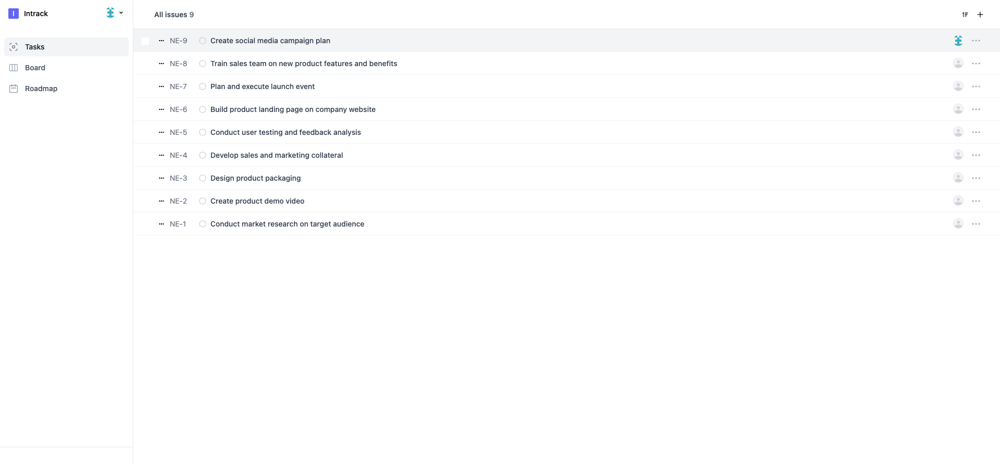 I Intrack
Tasks
Board
Roadmap
All issues 9
NE-9 Create social media campaign plan
NE-8 Train sales team on new product features and benefits
NE-7 Plan and execute launch event
NE-6 Build product landing page on company website
NE-5 Conduct user testing and feedback analysis
NE-4 Develop sales and marketing collateral
NE-3 Design product packaging
NE-2 Create product demo video
NE-1 Conduct market research on target audience